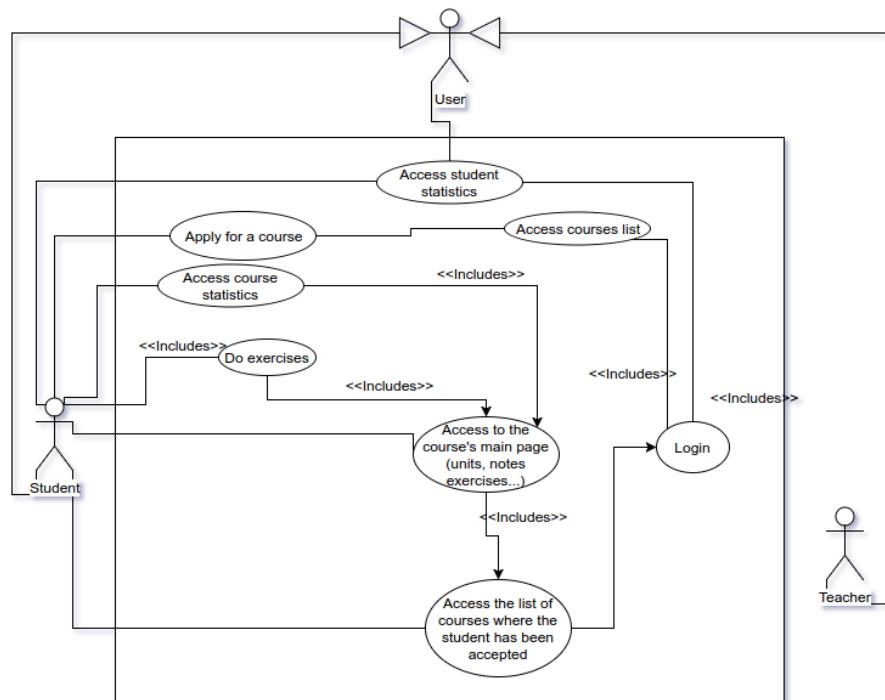 User
Access student
statistics
Apply for a course
Access courses list
Access course
statistics
<<Includes>>
<<Includes>>
Do exercises
<<Includes>>
<<Includes>>
<<Includes>>
Access to the
course's main page
(units, notes
exercises...)
Login
Student
<<Includes>>
Access the list of
courses where the
student has been
accepted
Teacher